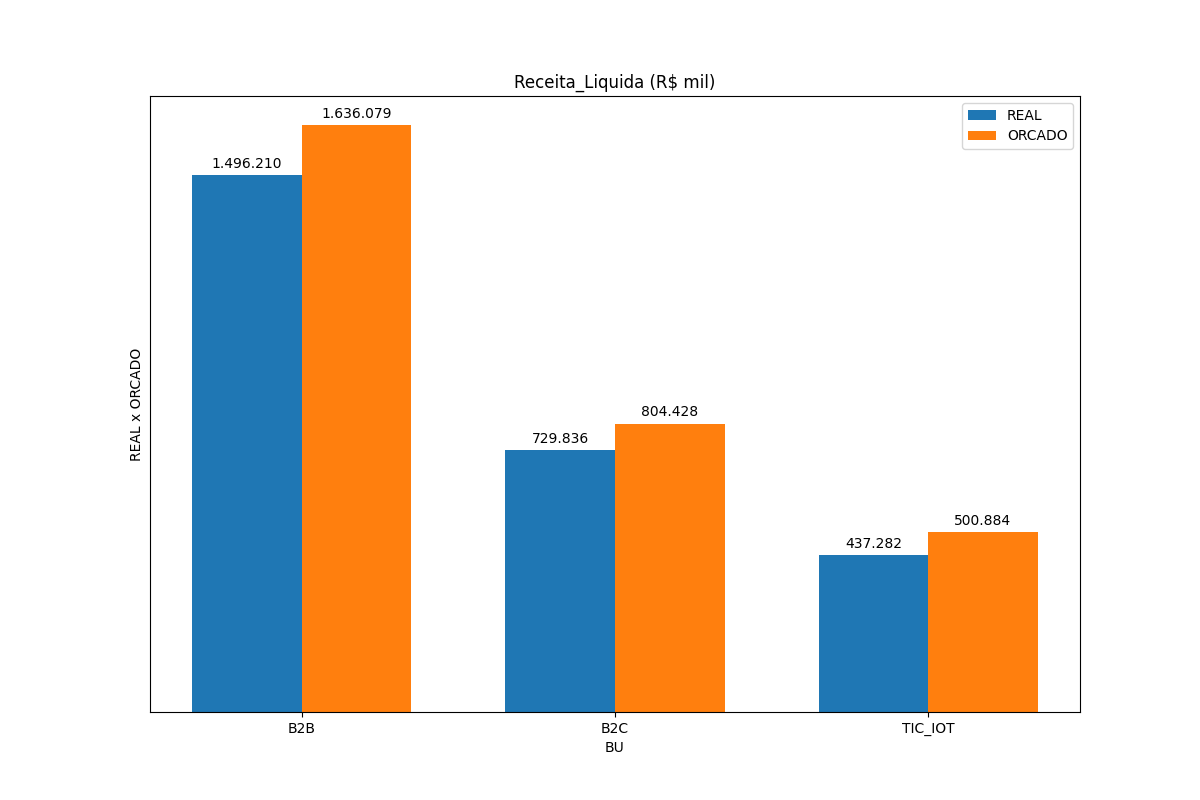 Receita_Liquida (R$ mil)
REAL
ORCADO
1.636.079
1.496.210
804.428
729.836
500.884
437.282
REAL x ORCADO
B2B
B2C
TIC_IOT
BU